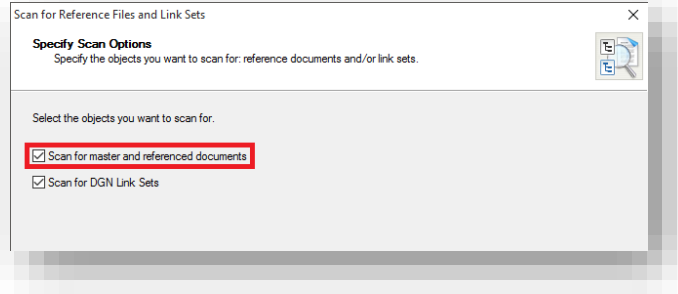 Scan for Reference Files and Link Sets
Specify Scan Options
Specify the objects you want to scan for: reference documents and/or link sets.
Select the objects you want to scan for.
Scan for master and referenced documents
Scan for DGN Link Sets